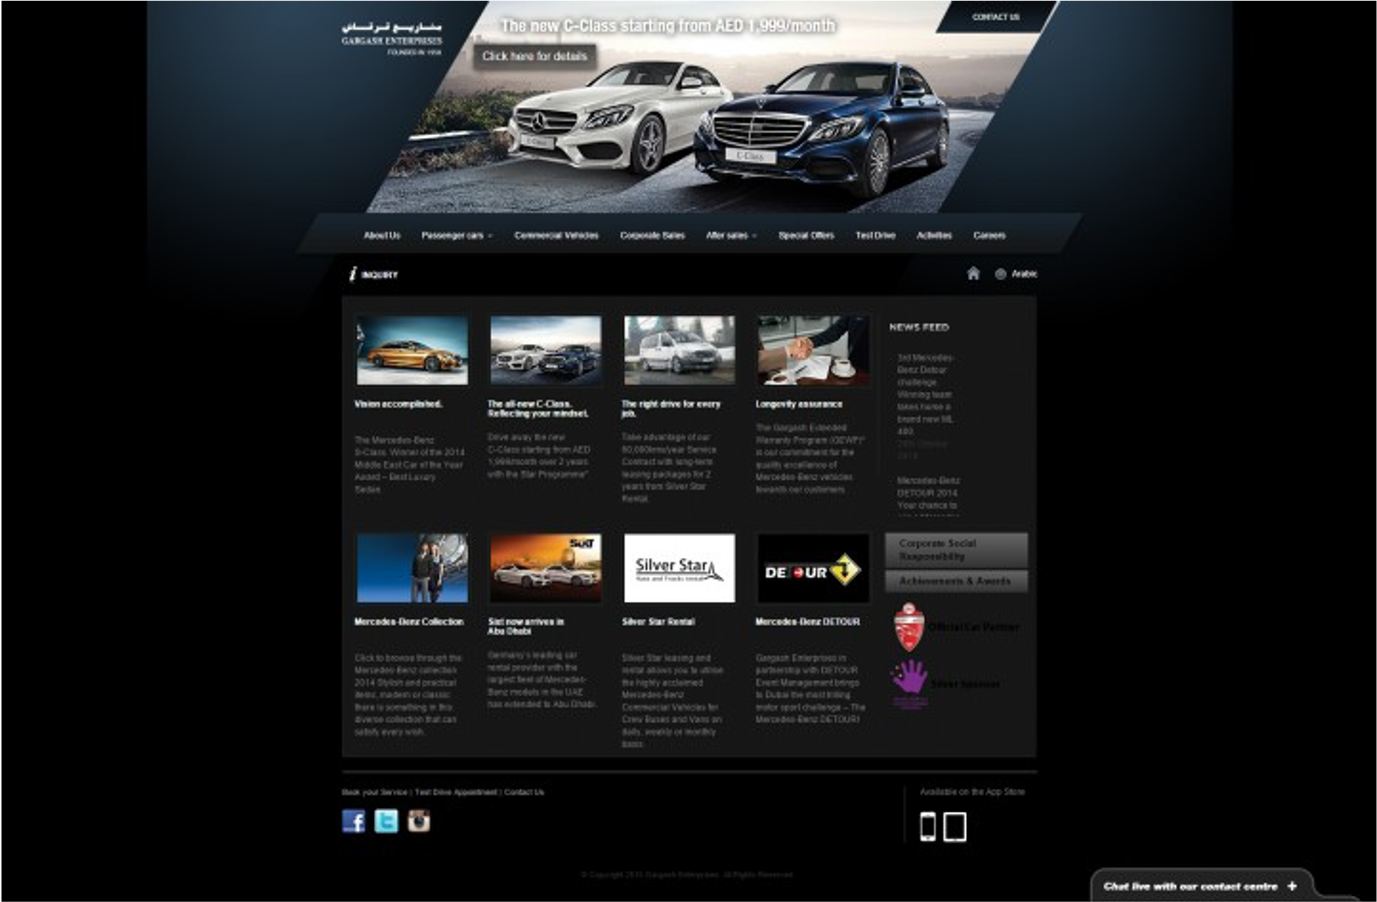 The new C-Class starting from AED 1,999/month
CONTACT US
مشاريع قرقاش
GARGASH ENTERPRISES
FOUNDED IN 1958
Click here for details
C-Class
C-Class
About Us Passenger cars Commercial Vehicles Corporate Sales After sales Special Offers Test Drive Activities Careers
i INQUIRY
Arabic
Vision accomplished.
The Mercedes-Benz
S-Class. Winner of the 2014
Middle East Car of the Year
Award – Best Luxury
Sedan.
The all-new C-Class.
Reflecting your mindset.
Drive away the new
C-Class starting from AED
1,999/month over 2 years
with the Star Programme*
The right drive for every
job.
Take advantage of our
60,000kms/year Service
Contract with long-term
leasing packages for 2
years from Silver Star
Rental.
Longevity assurance
The Gargash Extended
Warranty Program (GEWP)*
is our commitment for the
quality excellence of
Mercedes-Benz vehicles
towards our customers
NEWS FEED
3rd Mercedes-
Benz Detour
challenge.
Winning team
takes home a
brand new ML
400.
Mercedes-Benz
DETOUR 2014
Your chance to
SIXT
Silver Star
Vans and Trucks rental
DETOUR
Corporate Social
Responsibility
Achievements & Awards
Official Car Partner
Silver Sponsor
Mercedes-Benz Collection
Click to browse through the
Mercedes-Benz collection
2014 Stylish and practical
items, modern or classic:
there is something in this
diverse collection that can
satisfy every wish.
Sixt now arrives in
Abu Dhabi
Germany's leading car
rental provider with the
largest fleet of Mercedes-
Benz models in the UAE
has extended to Abu Dhabi.
Silver Star Rental
Silver Star leasing and
rental allows you to utilise
the highly acclaimed
Mercedes-Benz
Commercial Vehicles for
Crew Buses and Vans on
daily, weekly or monthly
basis.
Mercedes-Benz DETOUR
Gargash Enterprises in
partnership with DETOUR
Event Management brings
to Dubai the most thrilling
motor sport challenge – The
Mercedes-Benz DETOUR!
Book your Service | Test Drive Appointment | Contact Us
Available on the App Store
Gargash Enterprises. All Rights Reserved
Chat live with our contact centre +